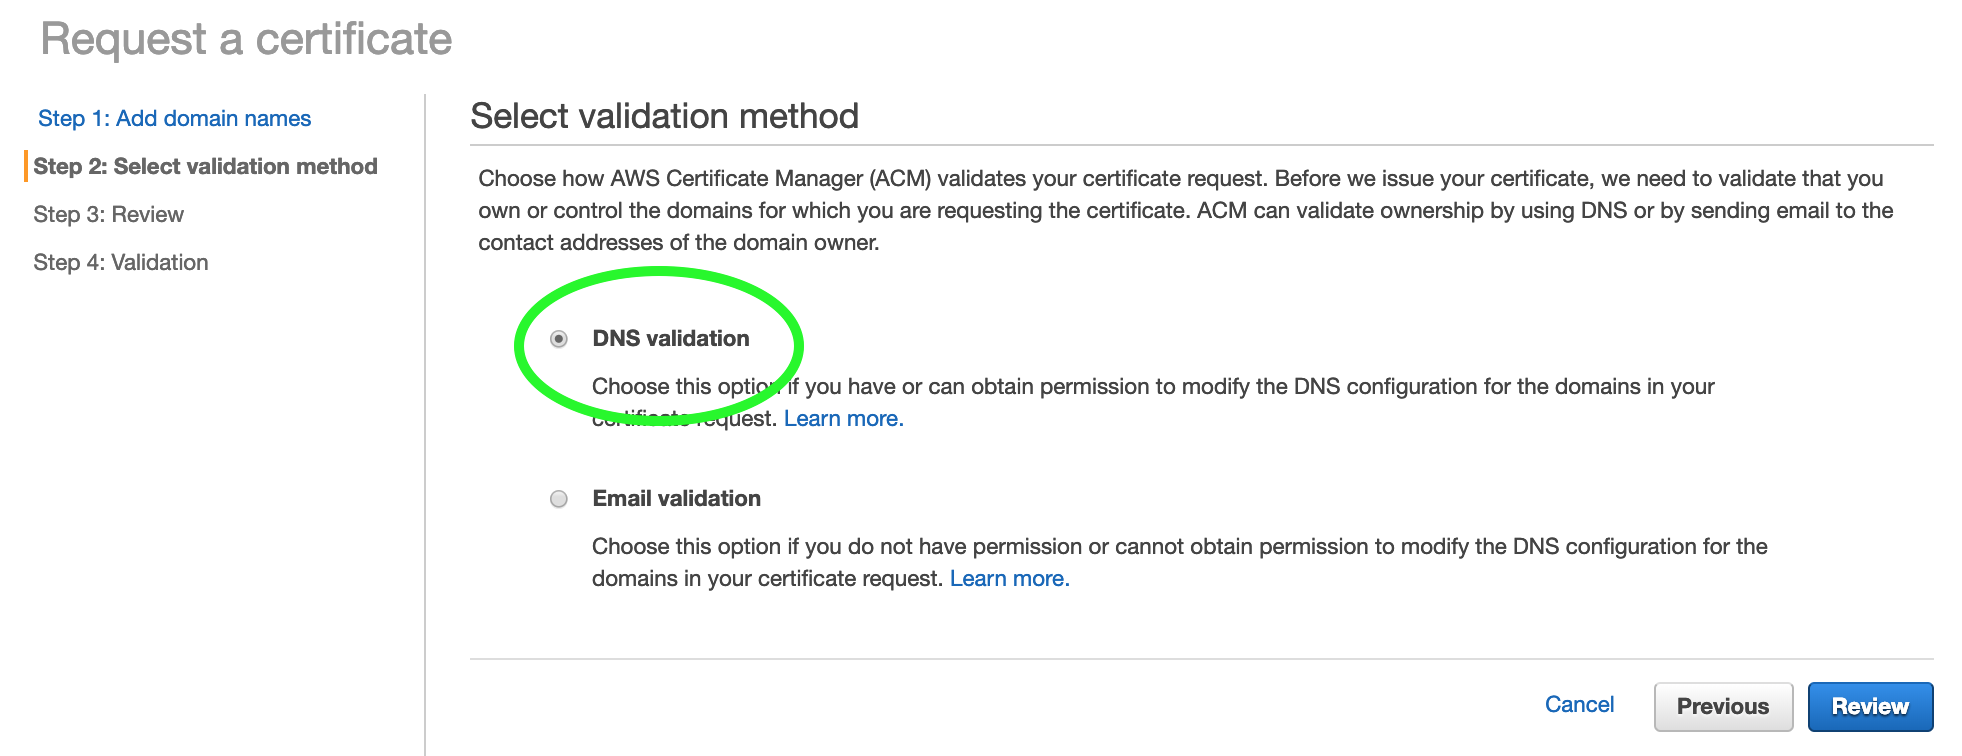 Request a certificate
Step 1: Add domain names
Step 2: Select validation method
Step 3: Review
Step 4: Validation
Select validation method
Choose how AWS Certificate Manager (ACM) validates your certificate request. Before we issue your certificate, we need to validate that you
own or control the domains for which you are requesting the certificate. ACM can validate ownership by using DNS or by sending email to the
contact addresses of the domain owner.
DNS validation
Choose this option if you have or can obtain permission to modify the DNS configuration for the domains in your
certificate request. Learn more.
Email validation
Choose this option if you do not have permission or cannot obtain permission to modify the DNS configuration for the
domains in your certificate request. Learn more.
Cancel
Previous
Review